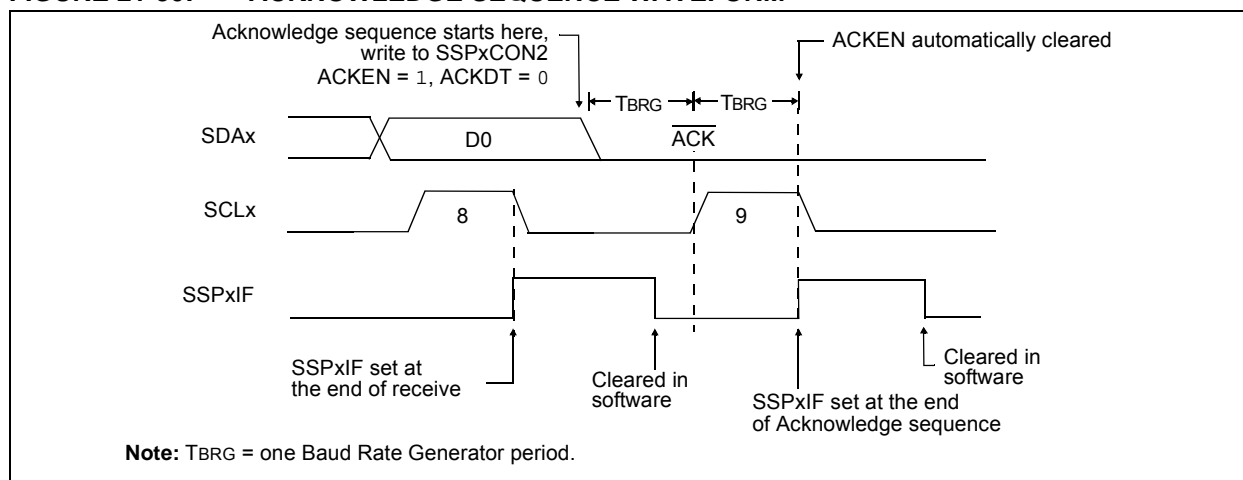 Acknowledge sequence starts here,
write to SSPxCON2
ACKEN = 1, ACKDT = 0
ACKEN automatically cleared
TBRG
TBRG
SDAx
D0
ACK
SCLx
8
9
SSPxIF
SSPxIF set at
the end of receive
Cleared in
software
SSPxIF set at the end
of Acknowledge sequence
Cleared in
software
Note: TBRG = one Baud Rate Generator period.